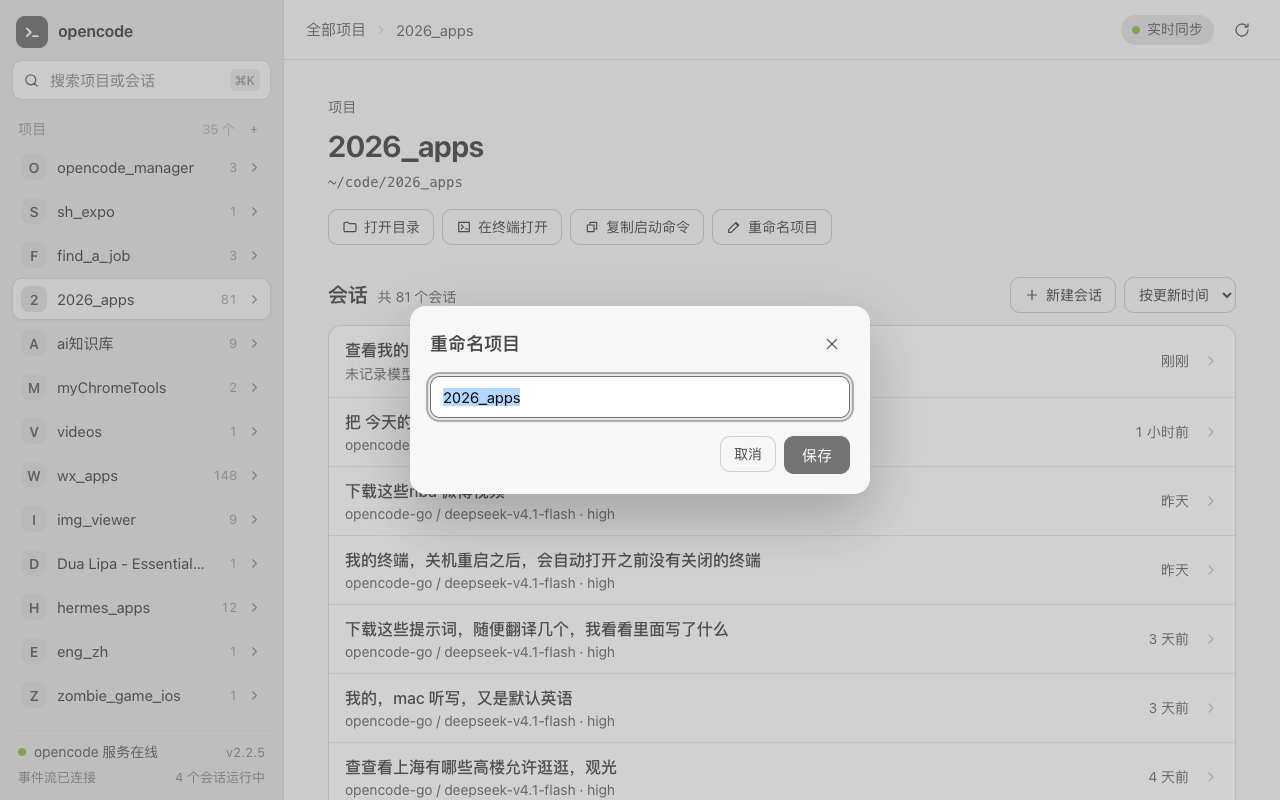 opencode
搜索项目或会话 ⌘K
项目 35 个 +
O opencode_manager 3
S sh_expo 1
F find_a_job 3
2 2026_apps 81
A ai知识库 9
M myChromeTools 2
V videos 1
W wx_apps 148
I img_viewer 9
D Dua Lipa - Essential... 1
H hermes_apps 12
E eng_zh 1
Z zombie_game_ios 1
opencode 服务在线 v2.2.5
事件流已连接 4 个会话运行中
全部项目 2026_apps
实时同步
项目
2026_apps
~/code/2026_apps
打开目录 在终端打开 复制启动命令 重命名项目
会话 共 81 个会话
新建会话 按更新时间
重命名项目
2026_apps
取消 保存
查看我的
未记录模型
刚刚
把 今天的
opencode
1 小时前
下载这些nba
opencode-go / deepseek-v4.1-flash · high
昨天
我的终端，关机重启之后，会自动打开之前没有关闭的终端
opencode-go / deepseek-v4.1-flash · high
昨天
下载这些提示词，随便翻译几个，我看看里面写了什么
opencode-go / deepseek-v4.1-flash · high
3 天前
我的，mac 听写，又是默认英语
opencode-go / deepseek-v4.1-flash · high
3 天前
查查看上海有哪些高楼允许逛逛，观光
opencode-go / deepseek-v4.1-flash · high
4 天前